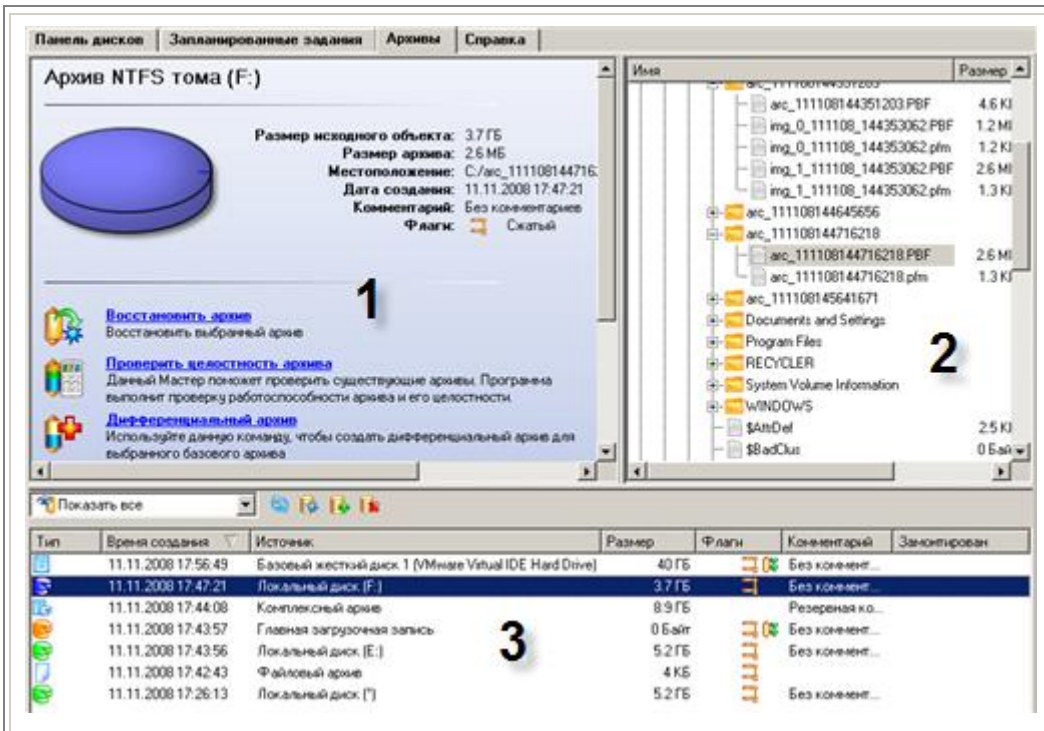 Панель дисков Запланированные задания Архивы Справка
Архив NTFS тома (F:)
Размер исходного объекта: 3.7 ГБ
Размер архива: 2.6 МБ
Местоположение: C:/arc_11110814471621
Дата создания: 11.11.2008 17:47:21
Комментарий: Без комментариев
Флаги: Сжатый
1
Восстановить архив
Восстановить выбранный архив
Проверить целостность архива
Данный Мастер поможет проверить существующие архивы. Программа
выполнит проверку работоспособности архива и его целостности.
Дифференциальный архив
Используйте данную команду, чтобы создать дифференциальный архив для
выбранного базового архива
Имя Размер
arc_111108144351203
arc_111108144351203.PBF 4.6 К
img_0_111108_144353062.PBF 1.2 М
img_0_111108_144353062.pfm 1.2 К
img_1_111108_144353062.PBF 2.6 М
img_1_111108_144353062.pfm 1.3 К
arc_111108144645656
arc_111108144716218
arc_111108144716218.PBF 2.6 М
arc_111108144716218.pfm 1.3 К
arc_111108145641671
Documents and Settings
Program Files
RECYCLER
System Volume Information
WINDOWS
$AttrDef 2.5 К
$BadClus 0 Бай
2
Показать все
Тип Время создания Источник Размер Флаги Комментарий Замонтирован
11.11.2008 17:56:49 Базовый жесткий диск 1 (VMware Virtual IDE Hard Drive) 40 ГБ Без коммент...
11.11.2008 17:47:21 Локальный диск (F:) 3.7 ГБ Без коммент...
11.11.2008 17:44:08 Комплексный архив 8.9 ГБ Резервная ко...
11.11.2008 17:43:57 Главная загрузочная запись 0 Байт Без коммент...
11.11.2008 17:43:56 Локальный диск (E:) 5.2 ГБ Без коммент...
11.11.2008 17:42:43 Файловый архив 4 КБ
11.11.2008 17:26:13 Локальный диск (*) 5.2 ГБ Без коммент...
3